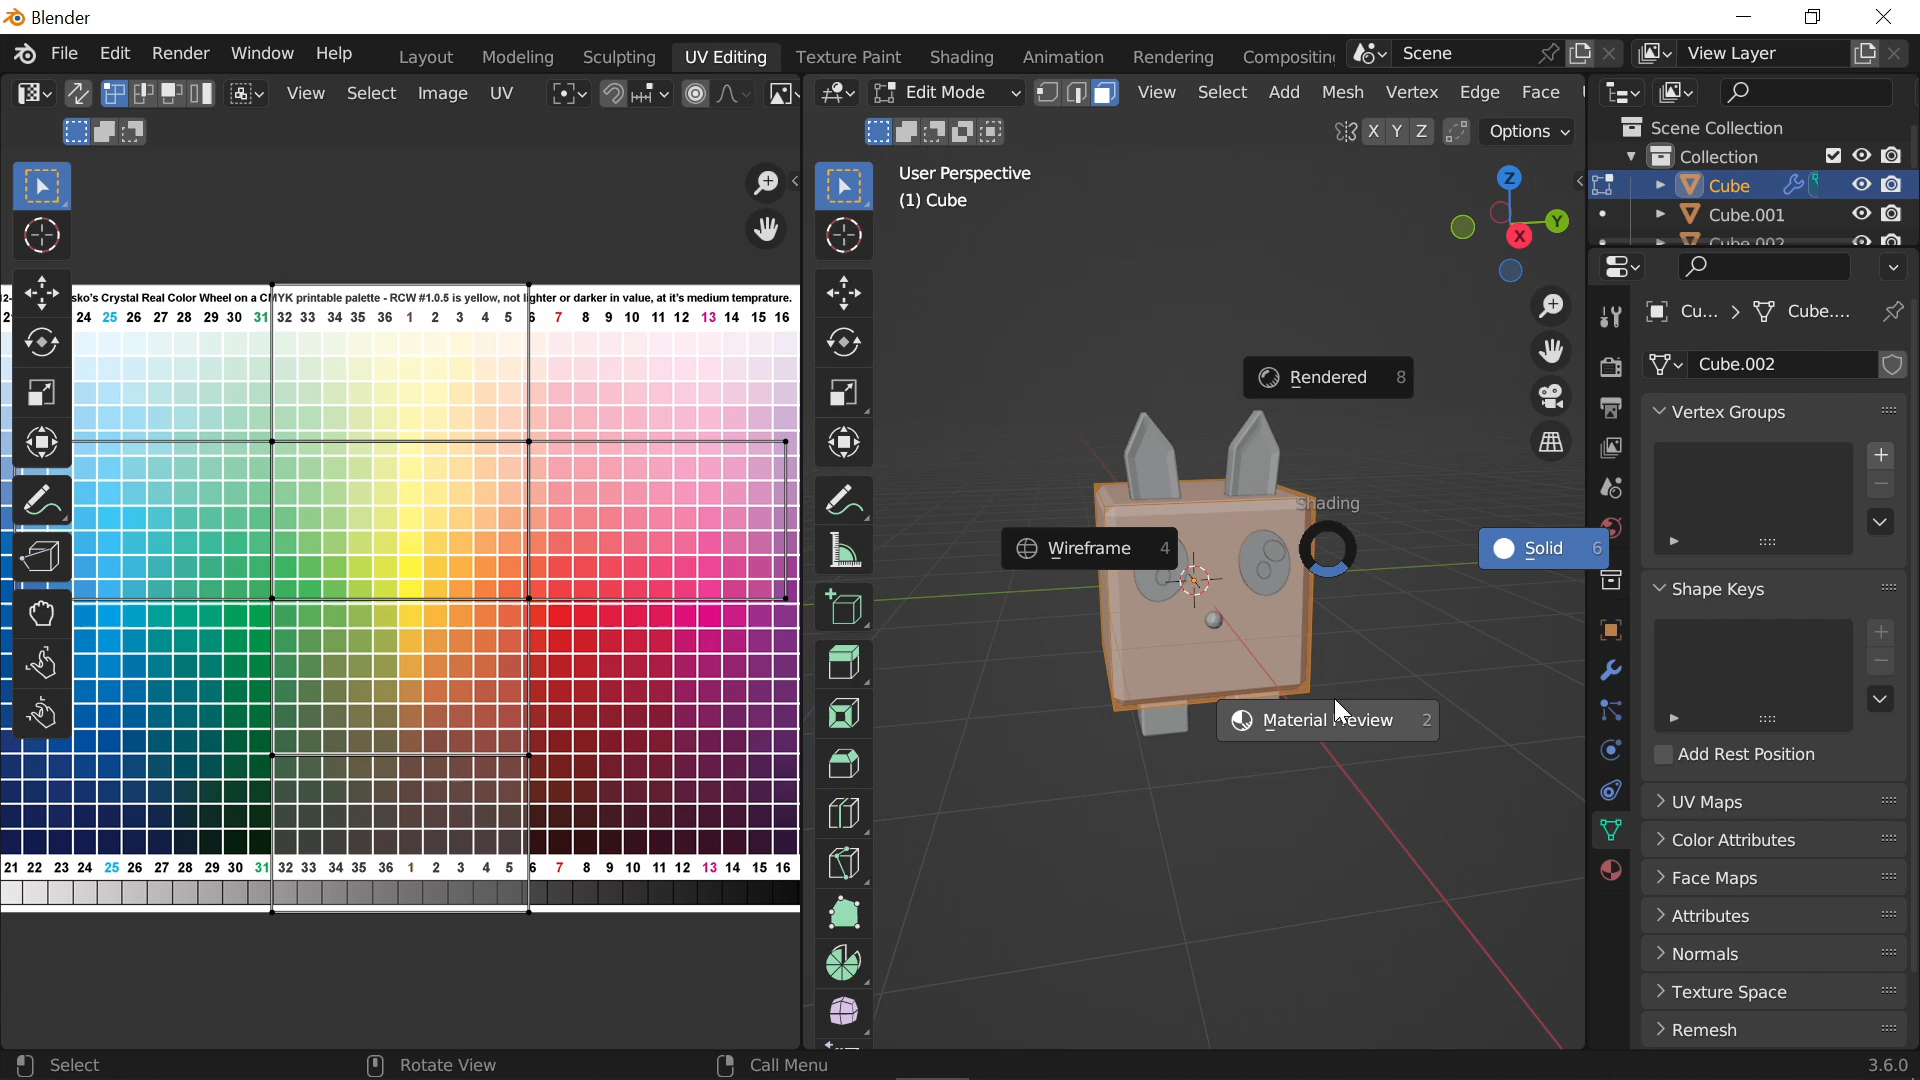 Blender
File Edit Render Window Help
Layout Modeling Sculpting UV Editing Texture Paint Shading Animation Rendering Compositin
Scene
View Layer
View Select Image UV
Edit Mode
View Select Add Mesh Vertex Edge Face
X Y Z
Options
User Perspective
(1) Cube
Z
Y
X
sko's Crystal Real Color Wheel on a CMYK printable palette - RCW #1.0.5 is yellow, not lighter or darker in value, at it's medium temprature.
24 25 26 27 28 29 30 31 32 33 34 35 36 1 2 3 4 5 6 7 8 9 10 11 12 13 14 15 16
21 22 23 24 25 26 27 28 29 30 31 32 33 34 35 36 1 2 3 4 5 6 7 8 9 10 11 12 13 14 15 16
Rendered 8
Shading
Wireframe 4
Solid 6
Material Preview 2
Scene Collection
Collection
Cube
Cube.001
Cube.002
Cu... Cube....
Cube.002
Vertex Groups
Shape Keys
Add Rest Position
UV Maps
Color Attributes
Face Maps
Attributes
Normals
Texture Space
Remesh
Select
Rotate View
Call Menu
3.6.0